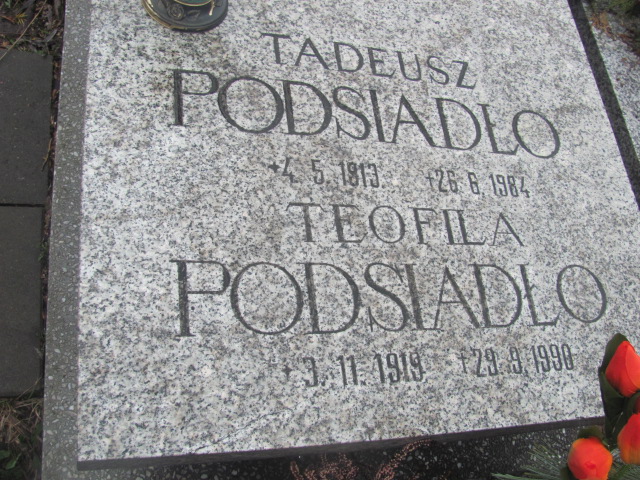 TADEUSZ
PODSIADŁO
*4. 5. 1913. †26. 6. 1984
TEOFILA
PODSIADŁO
* 3. 11. 1919 †29. 9. 1990